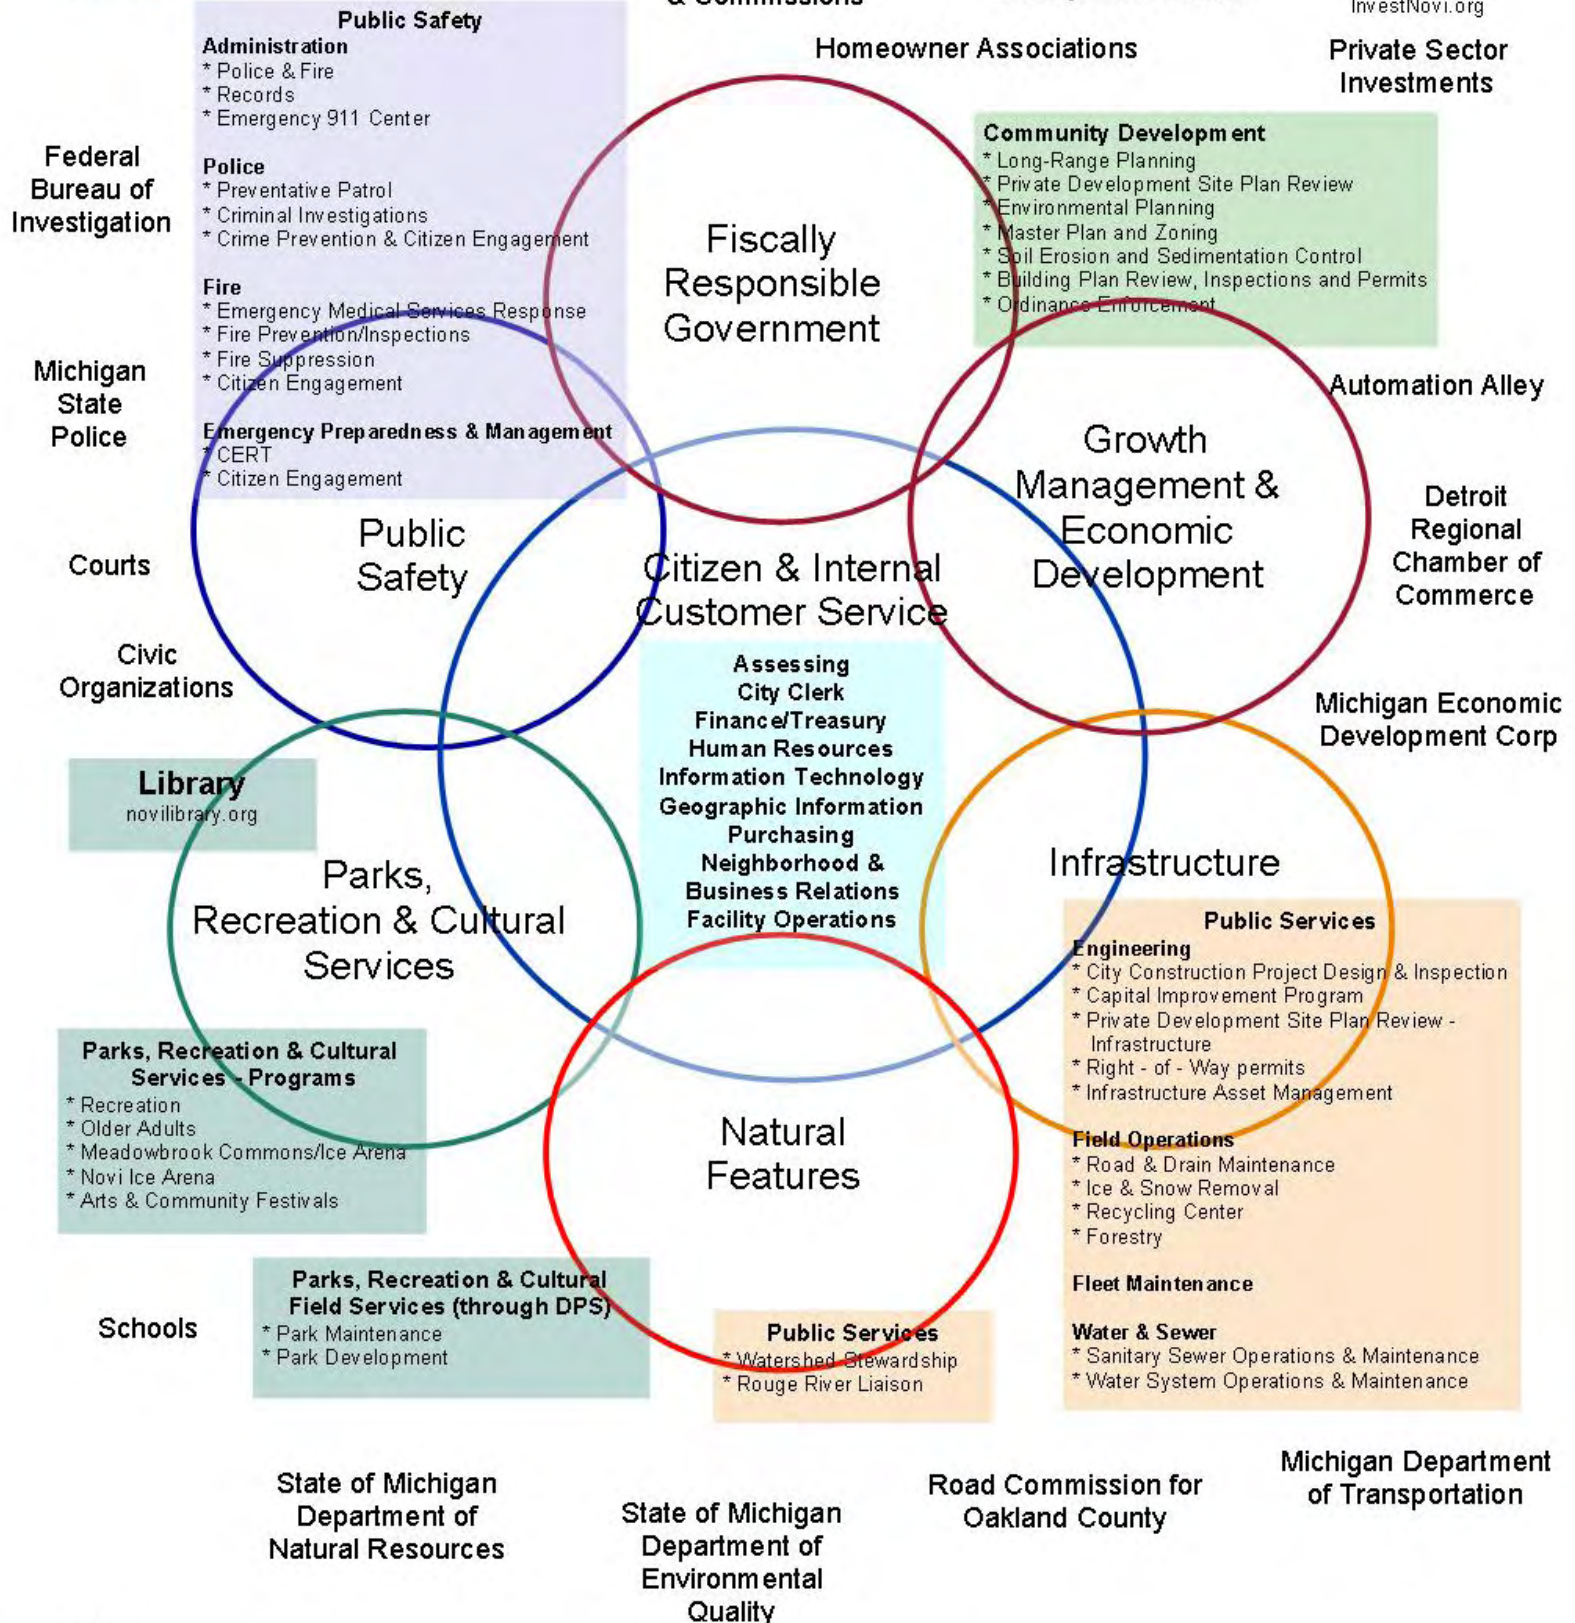 & Commissions
InvestNovi.org
Homeowner Associations
Private Sector
Investments
Public Safety
Administration
* Police & Fire
* Records
* Emergency 911 Center
Police
* Preventative Patrol
* Criminal Investigations
* Crime Prevention & Citizen Engagement
Fire
* Emergency Medical Services Response
* Fire Prevention/Inspections
* Fire Suppression
* Citizen Engagement
Emergency Preparedness & Management
* CERT
* Citizen Engagement
Federal
Bureau of
Investigation
Michigan
State
Police
Courts
Civic
Organizations
Fiscally
Responsible
Government
Community Development
* Long-Range Planning
* Private Development Site Plan Review
* Environmental Planning
* Master Plan and Zoning
* Soil Erosion and Sedimentation Control
* Building Plan Review, Inspections and Permits
* Ordinance Enforcement
Automation Alley
Growth
Management &
Economic
Development
Detroit
Regional
Chamber of
Commerce
Public
Safety
Citizen & Internal
Customer Service
Assessing
City Clerk
Finance/Treasury
Human Resources
Information Technology
Geographic Information
Purchasing
Neighborhood &
Business Relations
Facility Operations
Michigan Economic
Development Corp
Library
novilibrary.org
Parks,
Recreation & Cultural
Services
Infrastructure
Public Services
Engineering
* City Construction Project Design & Inspection
* Capital Improvement Program
* Private Development Site Plan Review -
Infrastructure
* Right - of - Way permits
* Infrastructure Asset Management
Field Operations
* Road & Drain Maintenance
* Ice & Snow Removal
* Recycling Center
* Forestry
Fleet Maintenance
Water & Sewer
* Sanitary Sewer Operations & Maintenance
* Water System Operations & Maintenance
Parks, Recreation & Cultural
Services - Programs
* Recreation
* Older Adults
* Meadowbrook Commons/Ice Arena
* Novi Ice Arena
* Arts & Community Festivals
Natural
Features
Parks, Recreation & Cultural
Field Services (through DPS)
* Park Maintenance
* Park Development
Schools
Public Services
* Watershed Stewardship
* Rouge River Liaison
State of Michigan
Department of
Natural Resources
State of Michigan
Department of
Environmental
Quality
Road Commission for
Oakland County
Michigan Department
of Transportation